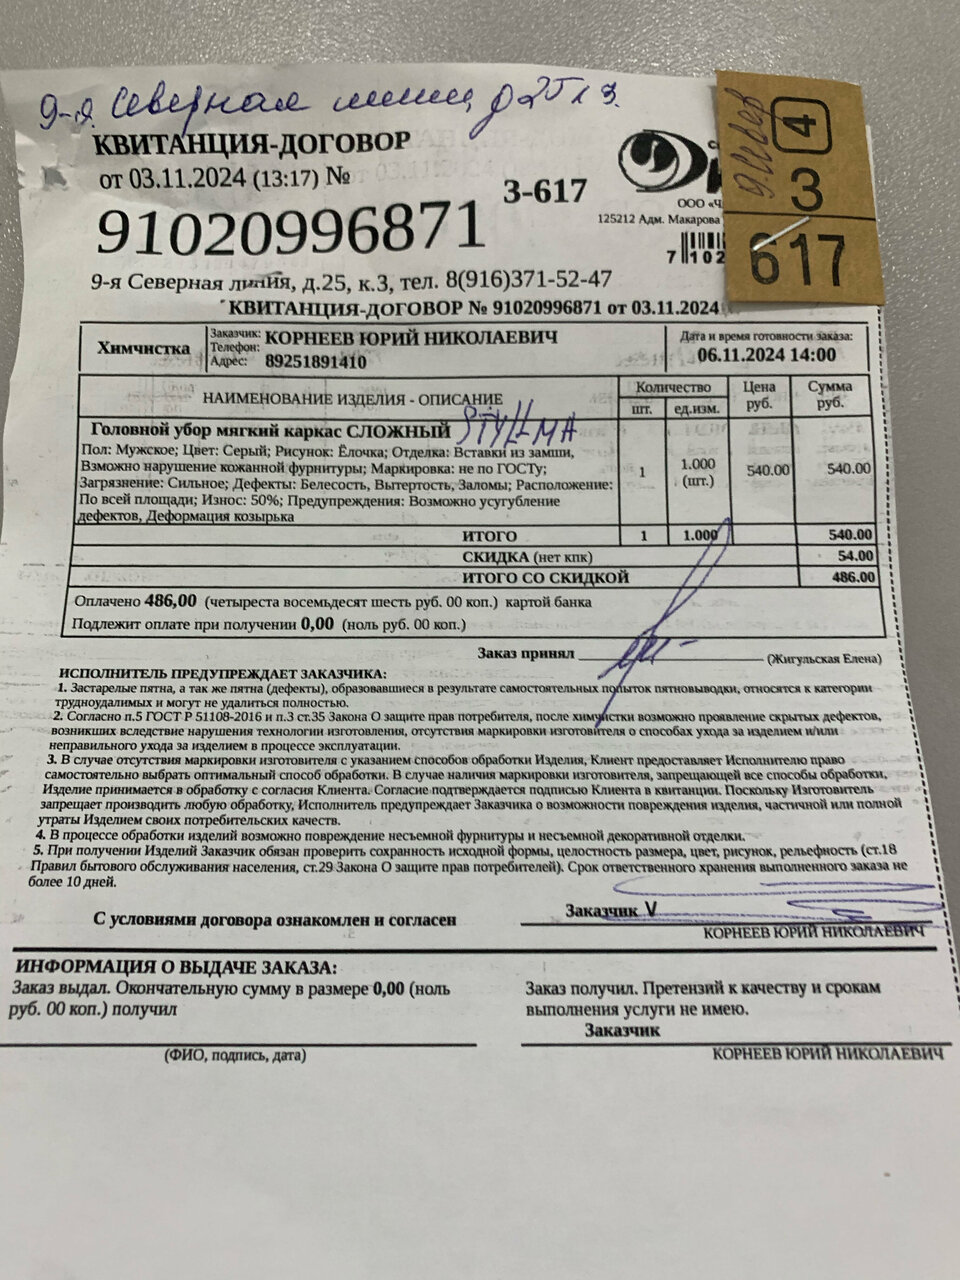 9-я Северная линия д 25 к 3.
КВИТАНЦИЯ-ДОГОВОР
от 03.11.2024 (13:17) №
3-617
91020996871
ООО «Ч
125212 Адм. Макарова
7 102
9 Север
4
3
617
9-я Северная линия, д.25, к.3, тел. 8(916)371-52-47
КВИТАНЦИЯ-ДОГОВОР № 91020996871 от 03.11.2024
Химчистка
Заказчик: КОРНЕЕВ ЮРИЙ НИКОЛАЕВИЧ
Телефон: 89251891410
Адрес:
Дата и время готовности заказа:
06.11.2024 14:00
НАИМЕНОВАНИЕ ИЗДЕЛИЯ - ОПИСАНИЕ
Количество
шт. ед.изм.
Цена руб.
Сумма руб.
Головной убор мягкий каркас СЛОЖНЫЙ
Пол: Мужское; Цвет: Серый; Рисунок: Ёлочка; Отделка: Вставки из замши,
Взможно нарушение кожанной фурнитуры; Маркировка: не по ГОСТу;
Загрязнение: Сильное; Дефекты: Белесость, Вытертость, Заломы; Расположение:
По всей площади; Износ: 50%; Предупреждения: Возможно усугубление
дефектов, Деформация козырька
1
1.000
(шт.)
540.00
540.00
ИТОГО 1 1.000 540.00
СКИДКА (нет кпк) 54.00
ИТОГО СО СКИДКОЙ 486.00
Оплачено 486,00 (четыреста восемьдесят шесть руб. 00 коп.) картой банка
Подлежит оплате при получении 0,00 (ноль руб. 00 коп.)
Заказ принял (Жигульская Елена)
ИСПОЛНИТЕЛЬ ПРЕДУПРЕЖДАЕТ ЗАКАЗЧИКА:
1. Застарелые пятна, а так же пятна (дефекты), образовавшиеся в результате самостоятельных попыток пятновыводки, относятся к категории
трудноудалимых и могут не удалиться полностью.
2. Согласно п.5 ГОСТ Р 51108-2016 и п.3 ст.35 Закона О защите прав потребителя, после химчистки возможно проявление скрытых дефектов,
возникших вследствие нарушения технологии изготовления, отсутствия маркировки изготовителя о способах ухода за изделием и/или
неправильного ухода за изделием в процессе эксплуатации.
3. В случае отсутствия маркировки изготовителя с указанием способов обработки Изделия, Клиент предоставляет Исполнителю право
самостоятельно выбрать оптимальный способ обработки. В случае наличия маркировки изготовителя, запрещающей все способы обработки,
Изделие принимается в обработку с согласия Клиента. Согласие подтверждается подписью Клиента в квитанции. Поскольку Изготовитель
запрещает производить любую обработку, Исполнитель предупреждает Заказчика о возможности повреждения изделия, частичной или полной
утраты Изделием своих потребительских качеств.
4. В процессе обработки изделий возможно повреждение несъемной фурнитуры и несъемной декоративной отделки.
5. При получении Изделий Заказчик обязан проверить сохранность исходной формы, целостность размера, цвет, рисунок, рельефность (ст.18
Правил бытового обслуживания населения, ст.29 Закона О защите прав потребителей). Срок ответственного хранения выполненного заказа не
более 10 дней.
С условиями договора ознакомлен и согласен
Заказчик V
КОРНЕЕВ ЮРИЙ НИКОЛАЕВИЧ
ИНФОРМАЦИЯ О ВЫДАЧЕ ЗАКАЗА:
Заказ выдал. Окончательную сумму в размере 0,00 (ноль
руб. 00 коп.) получил
(ФИО, подпись, дата)
Заказ получил. Претензий к качеству и срокам
выполнения услуги не имею.
Заказчик
КОРНЕЕВ ЮРИЙ НИКОЛАЕВИЧ